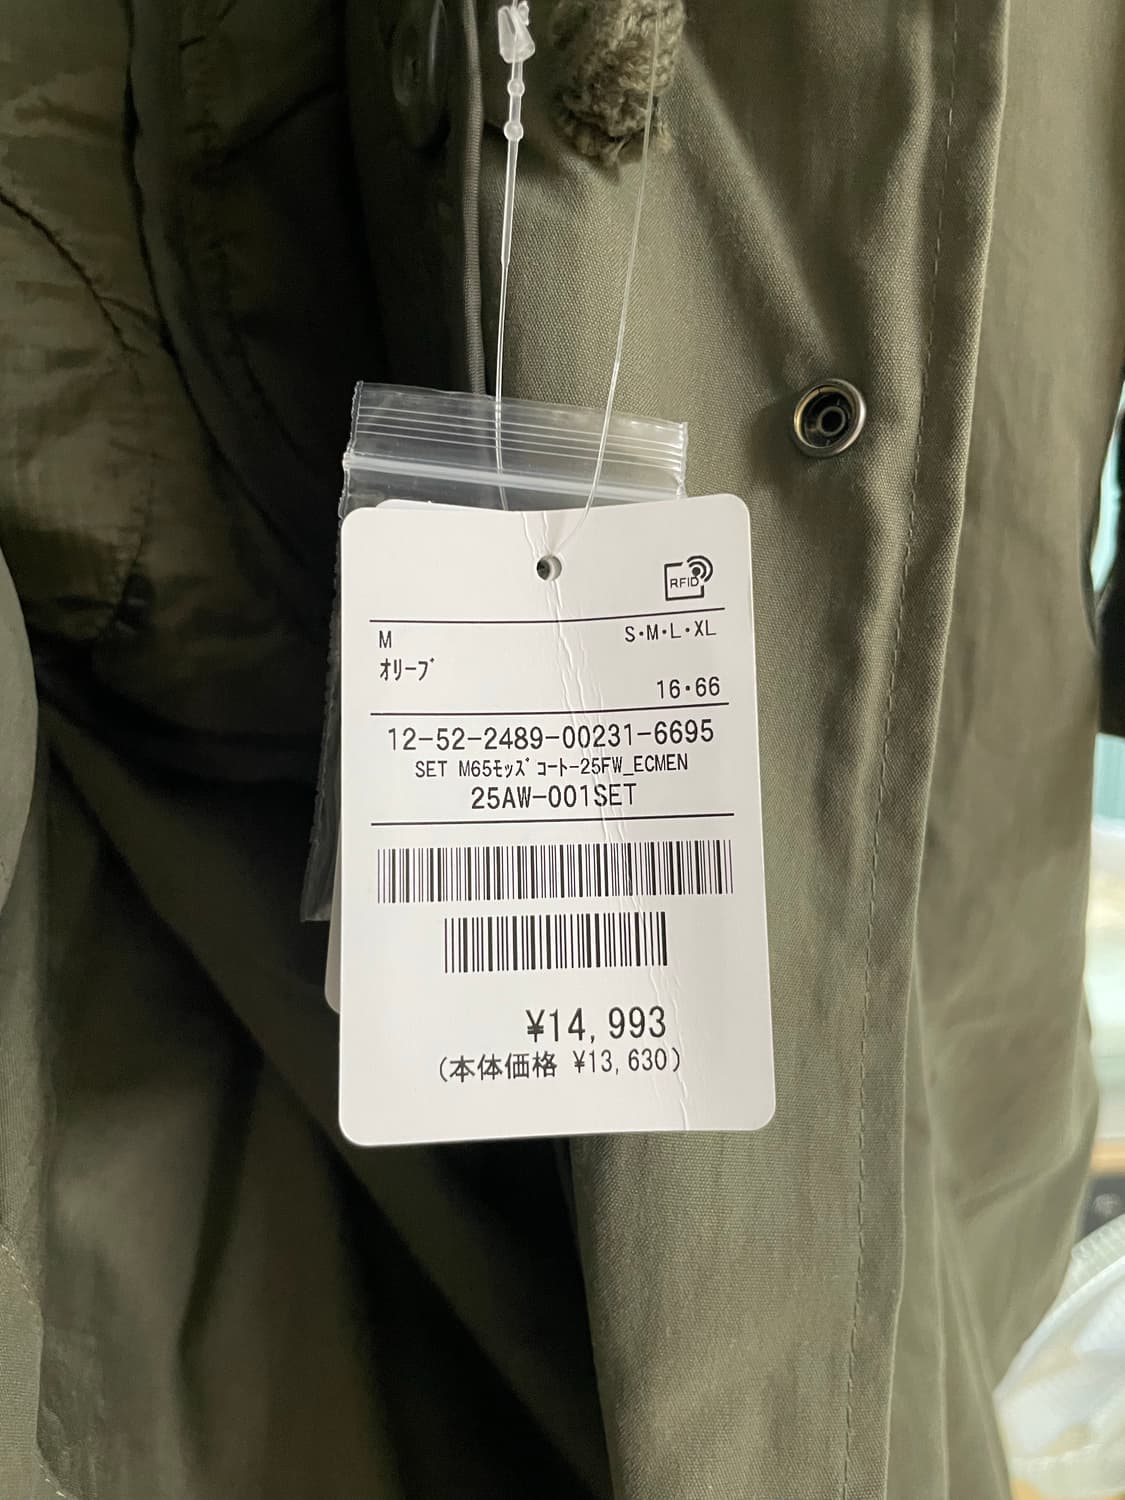 RFID
M
S・M・L・XL
ｵﾘｰﾌﾞ
16・66
12-52-2489-00231-6695
SET M65ﾓｯｽﾞｺｰﾄ-25FW_ECMEN
25AW-001SET
¥14,993
(本体価格 ¥13,630)